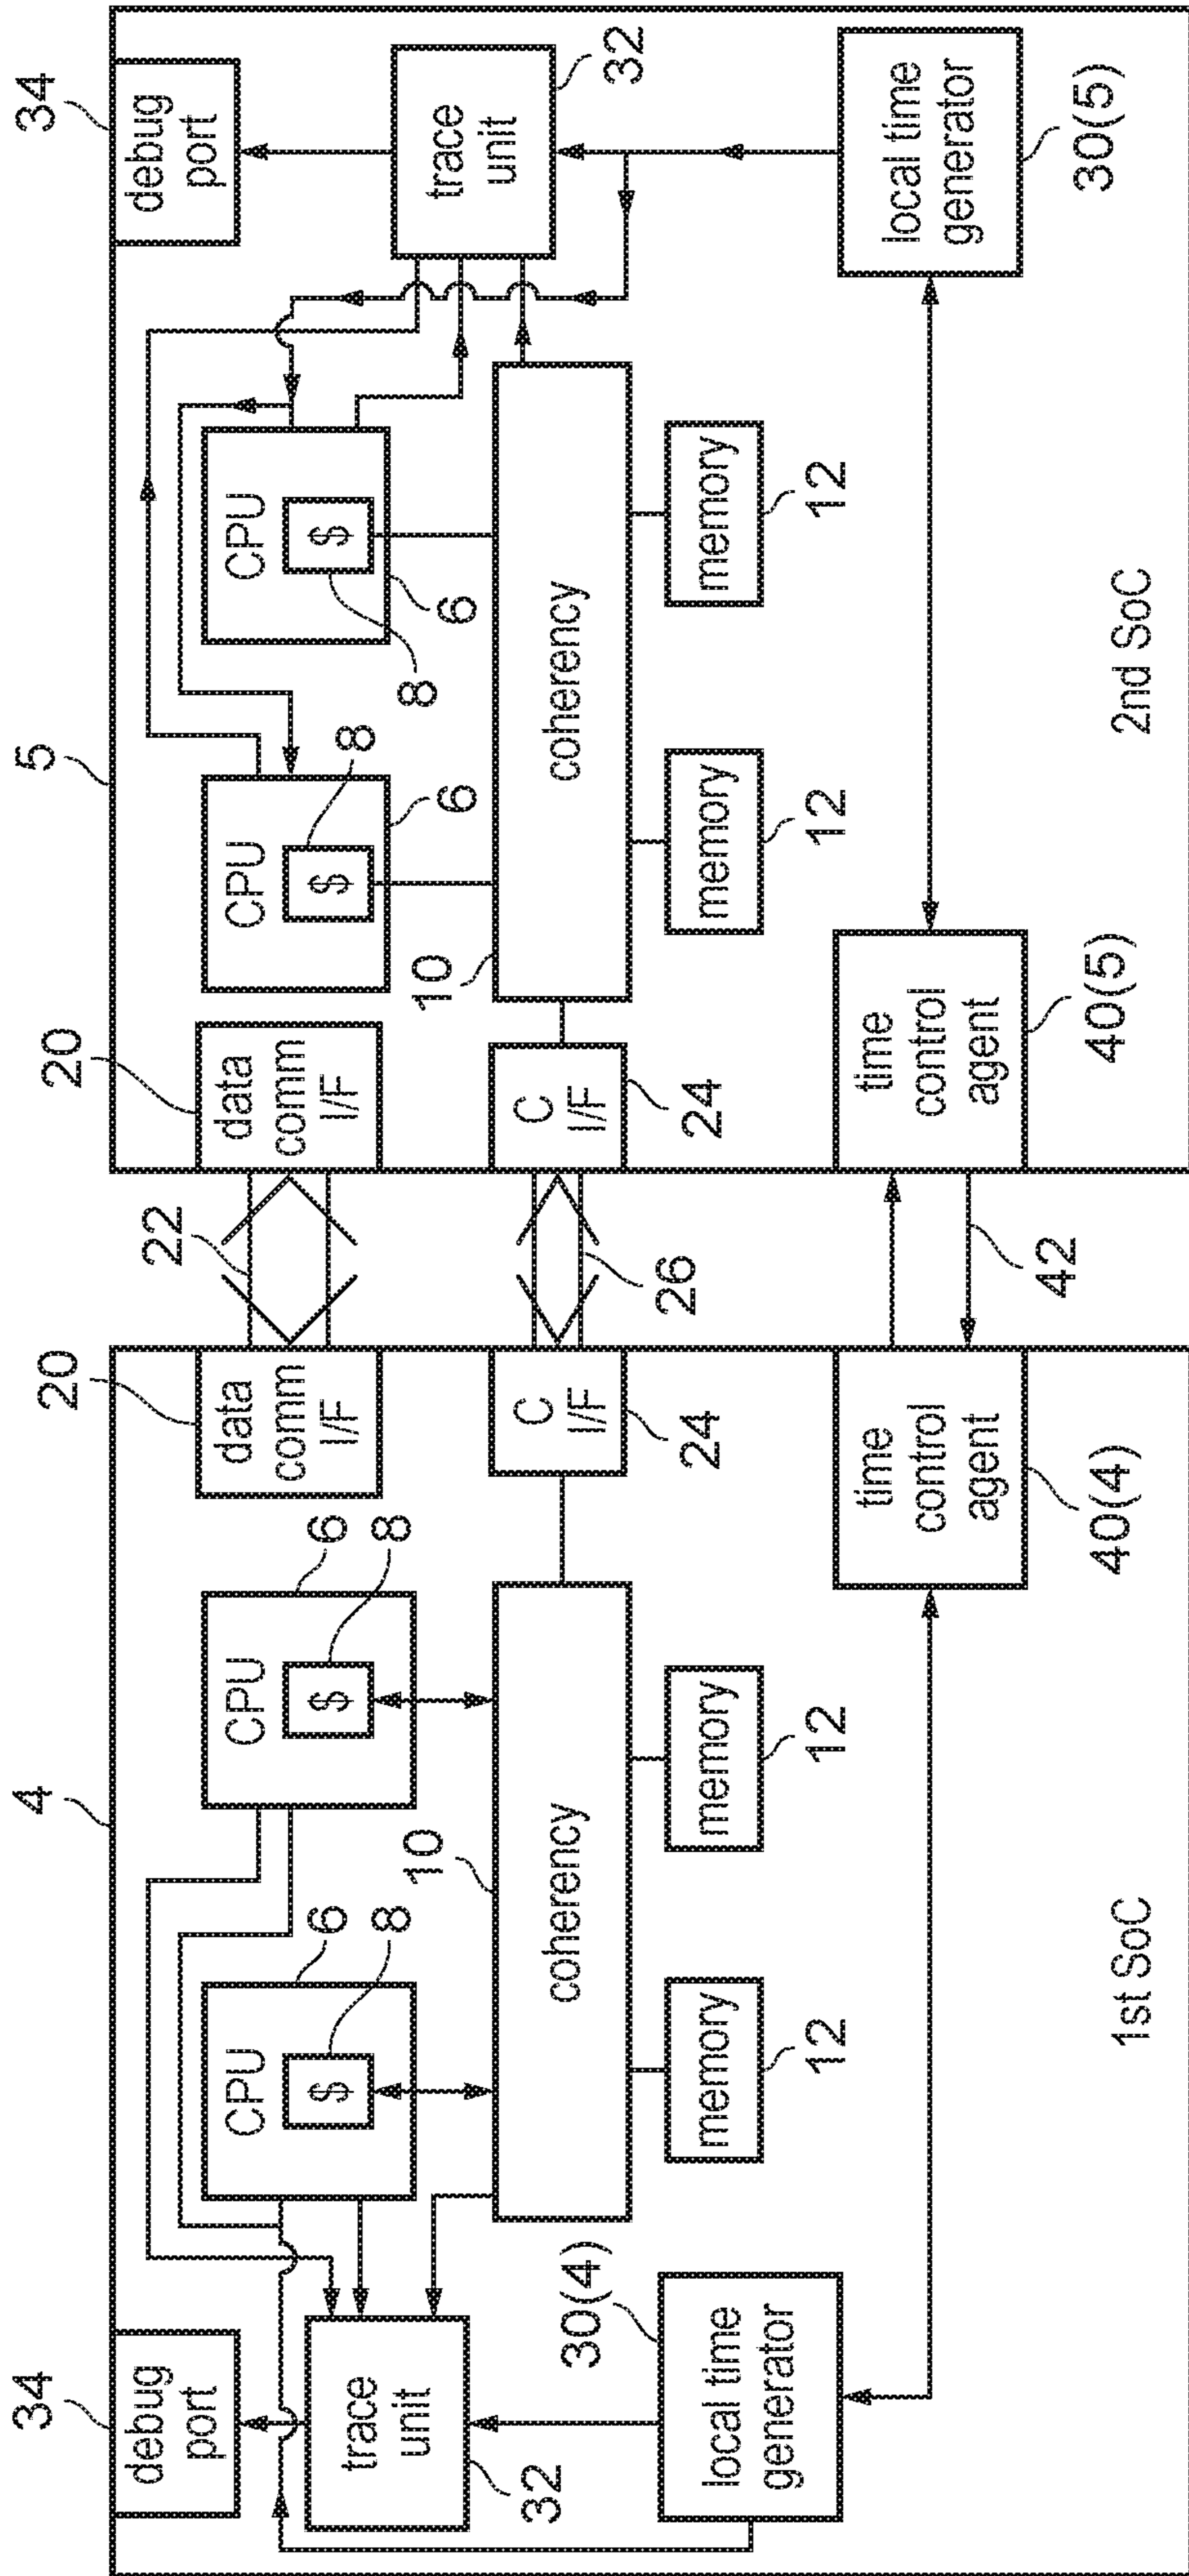 4
34
debug
port
trace
unit
32
CPU
$
6
8
CPU
$
6
8
10
coherency
memory
12
memory
12
30(4)
local time
generator
1st SoC
20
data
comm
I/F
C
I/F
24
time
control
agent
40(4)
22
26
42
5
20
data
comm
I/F
C
I/F
24
time
control
agent
40(5)
CPU
$
8
6
CPU
$
8
6
10
coherency
memory
12
memory
12
34
debug
port
trace
unit
32
local time
generator
30(5)
2nd SoC